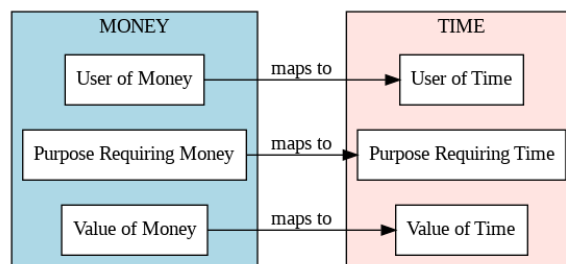 MONEY
TIME
User of Money
maps to
User of Time
Purpose Requiring Money
maps to
Purpose Requiring Time
Value of Money
maps to
Value of Time